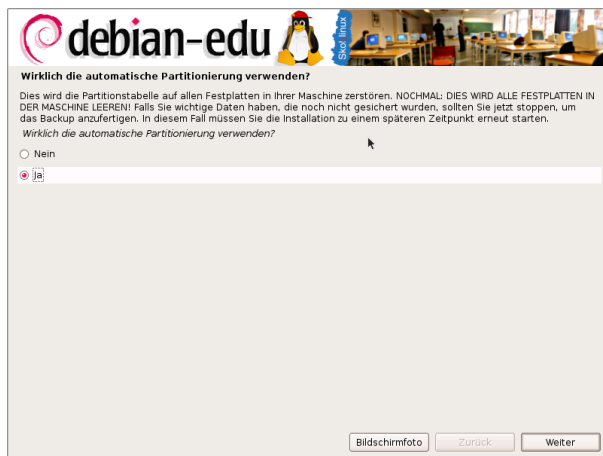 debian-edu
Skolelinux
Wirklich die automatische Partitionierung verwenden?
Dies wird die Partitionstabelle auf allen Festplatten in Ihrer Maschine zerstören. NOCHMAL: DIES WIRD ALLE FESTPLATTEN IN
DER MASCHINE LEEREN! Falls Sie wichtige Daten haben, die noch nicht gesichert wurden, sollten Sie jetzt stoppen, um
das Backup anzufertigen. In diesem Fall müssen Sie die Installation zu einem späteren Zeitpunkt erneut starten.
Wirklich die automatische Partitionierung verwenden?
Nein
Ja
Bildschirmfoto
Zurück
Weiter